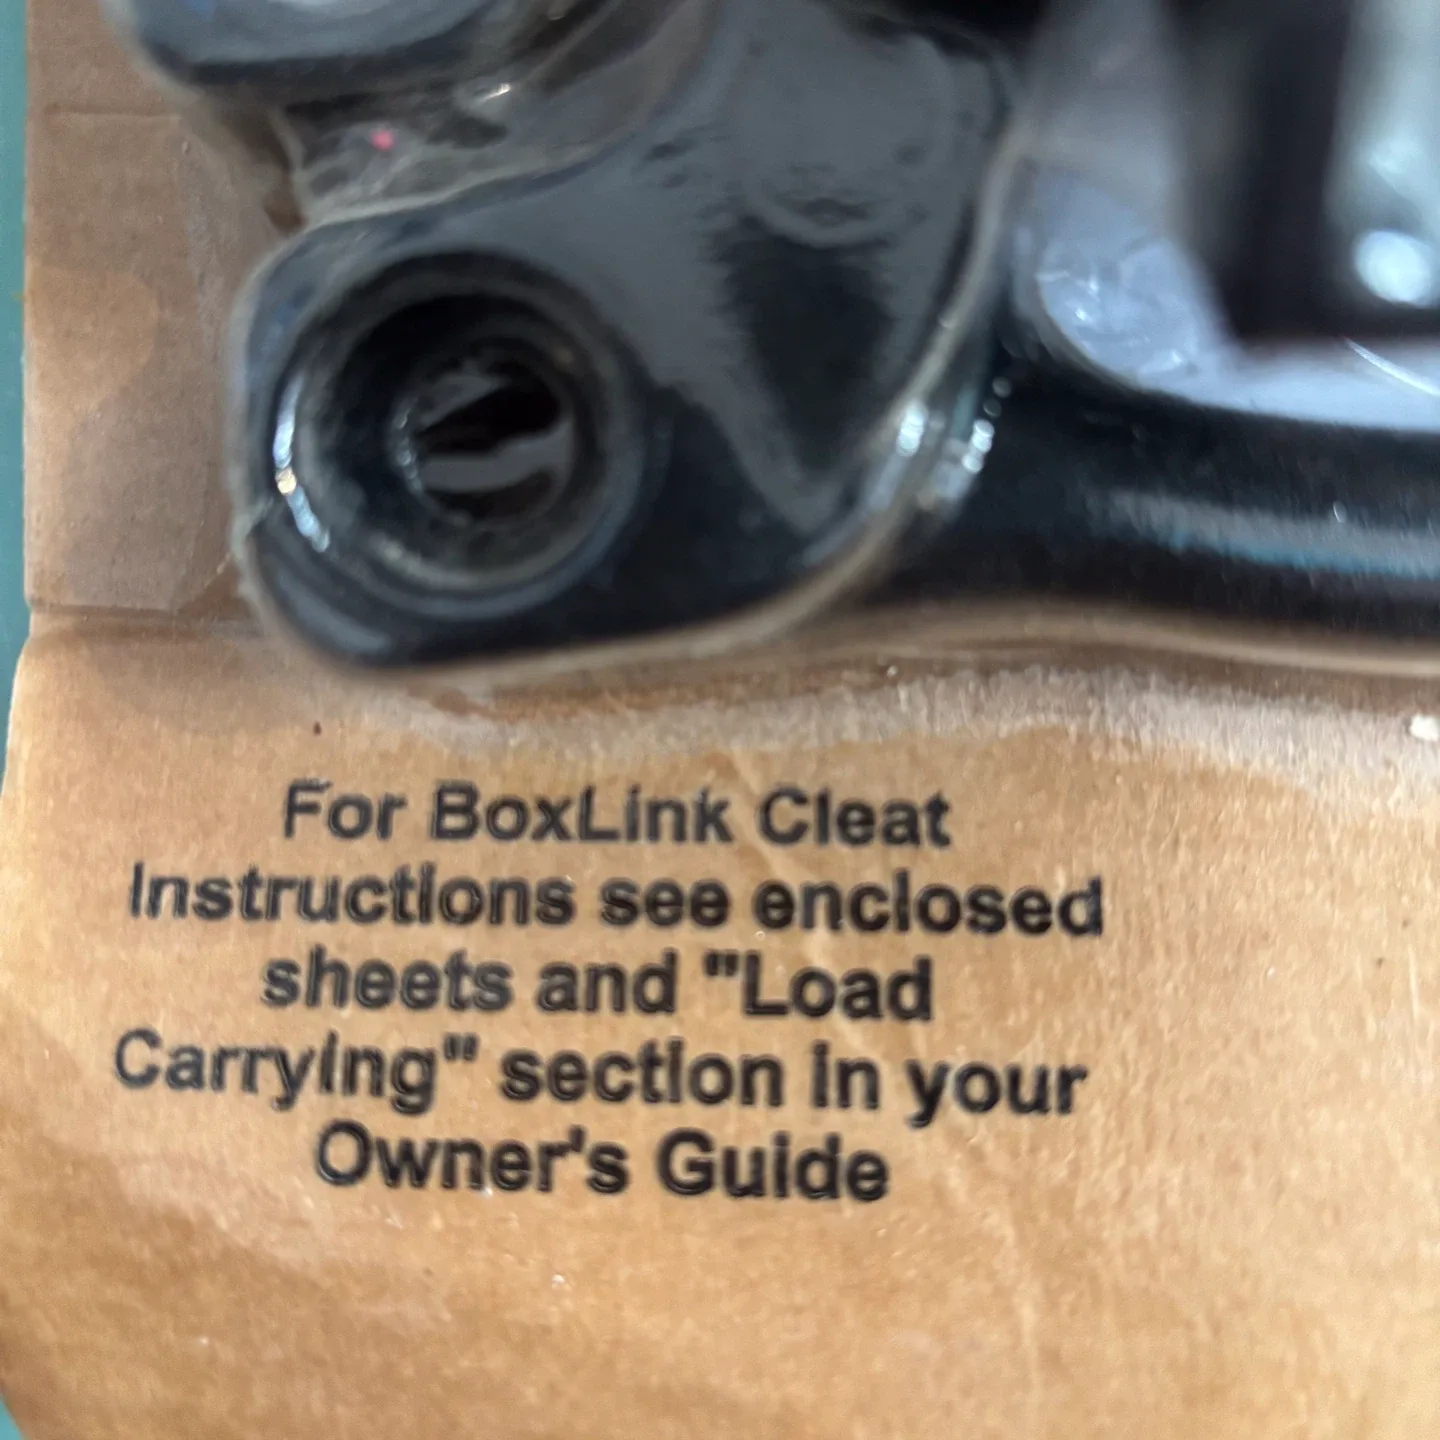 For BoxLink Cleat
Instructions see enclosed
sheets and "Load
Carrying" section in your
Owner's Guide